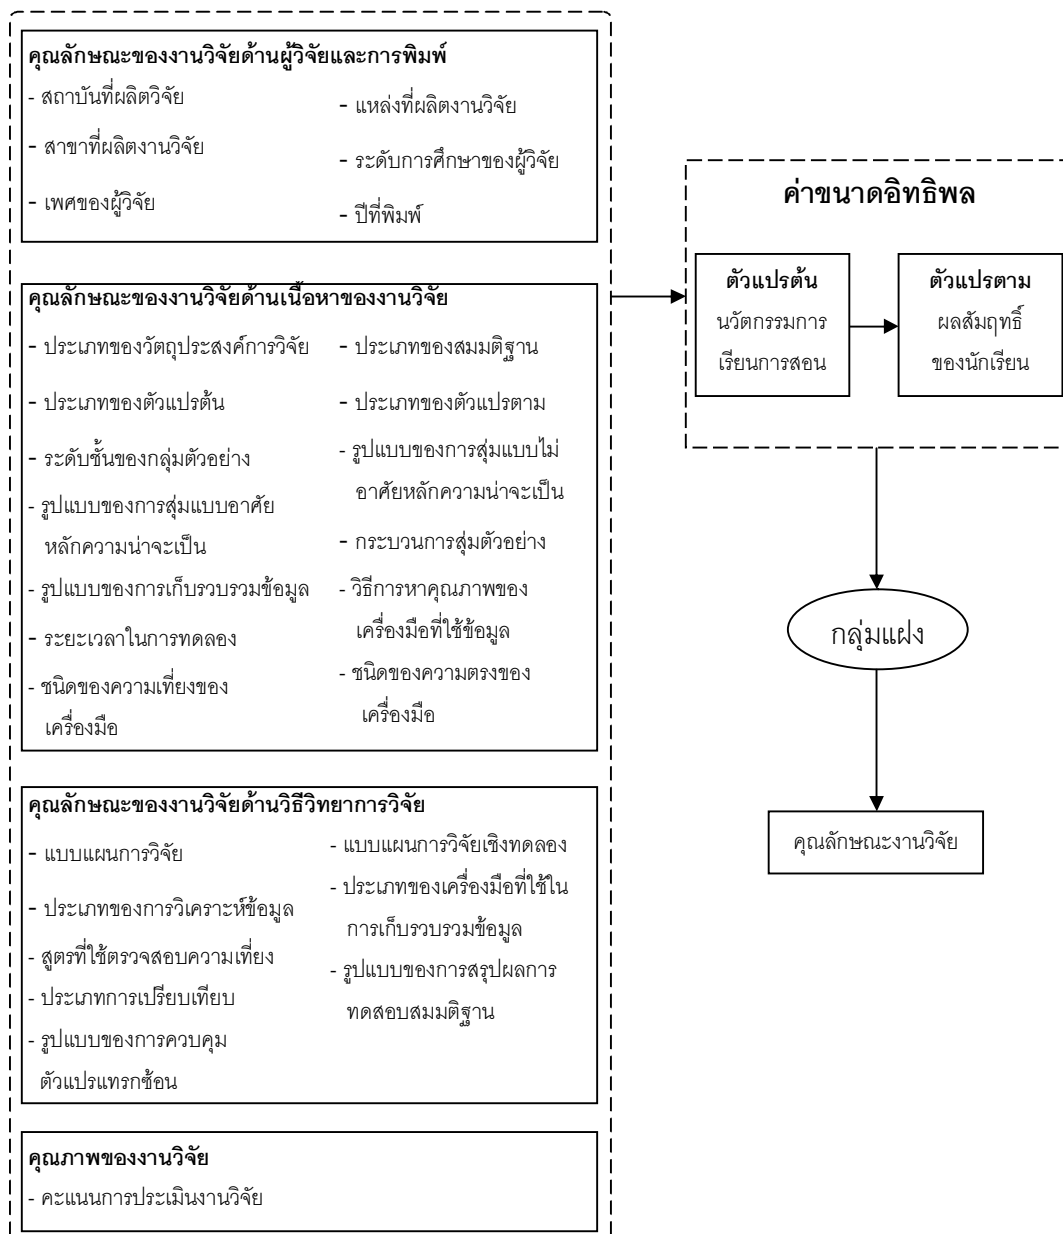 คุณลักษณะของงานวิจัยด้านผู้วิจัยและการพิมพ์
- สถาบันที่ผลิตวิจัย
- แหล่งที่ผลิตงานวิจัย
- สาขาที่ผลิตงานวิจัย
- ระดับการศึกษาของผู้วิจัย
- เพศของผู้วิจัย
- ปีที่พิมพ์
คุณลักษณะของงานวิจัยด้านเนื้อหาของงานวิจัย
- ประเภทของวัตถุประสงค์การวิจัย
- ประเภทของสมมติฐาน
- ประเภทของตัวแปรต้น
- ประเภทของตัวแปรตาม
- ระดับชั้นของกลุ่มตัวอย่าง
- รูปแบบของการสุ่มแบบไม่
อาศัยหลักความน่าจะเป็น
- รูปแบบของการสุ่มแบบอาศัย
หลักความน่าจะเป็น
- กระบวนการสุ่มตัวอย่าง
- รูปแบบของการเก็บรวบรวมข้อมูล
- วิธีการหาคุณภาพของ
เครื่องมือที่ใช้ข้อมูล
- ระยะเวลาในการทดลอง
- ชนิดของความตรงของ
เครื่องมือ
- ชนิดของความเที่ยงของ
เครื่องมือ
คุณลักษณะของงานวิจัยด้านวิธีวิทยาการวิจัย
- แบบแผนการวิจัย
- แบบแผนการวิจัยเชิงทดลอง
- ประเภทของการวิเคราะห์ข้อมูล
- ประเภทของเครื่องมือที่ใช้ใน
การเก็บรวบรวมข้อมูล
- สูตรที่ใช้ตรวจสอบความเที่ยง
- ประเภทการเปรียบเทียบ
- รูปแบบของการสรุปผลการ
ทดสอบสมมติฐาน
- รูปแบบของการควบคุม
ตัวแปรแทรกซ้อน
คุณภาพของงานวิจัย
- คะแนนการประเมินงานวิจัย
ค่าขนาดอิทธิพล
ตัวแปรต้น
นวัตกรรมการ
เรียนการสอน
ตัวแปรตาม
ผลสัมฤทธิ์
ของนักเรียน
กลุ่มแฝง
คุณลักษณะงานวิจัย